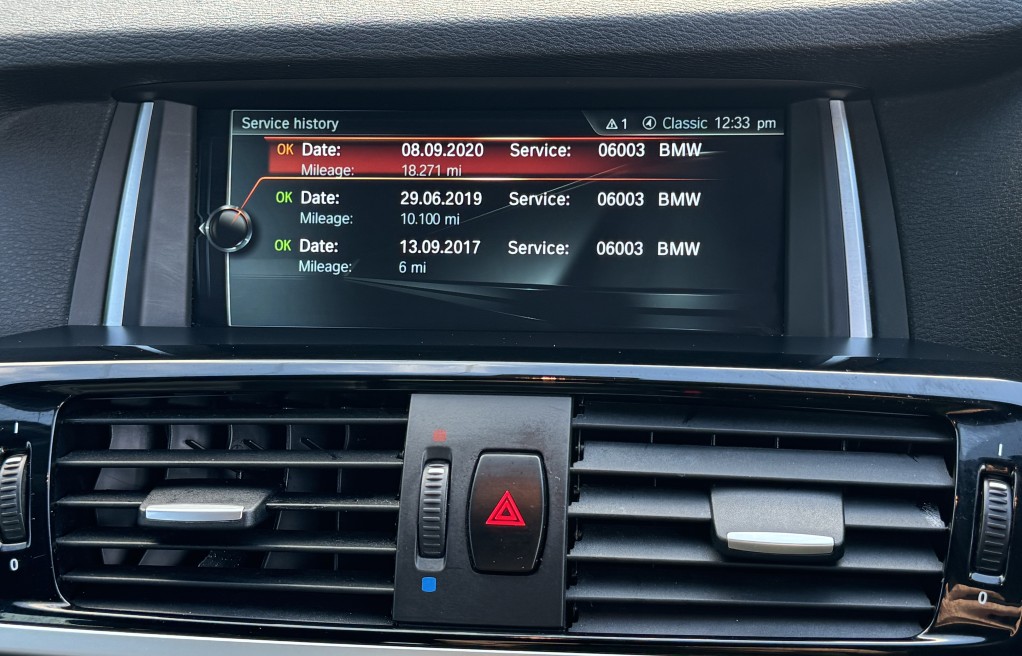 Service history 1 Classic 12:33 pm
OK Date: 08.09.2020 Service: 06003 BMW
Mileage: 18.271 mi
OK Date: 29.06.2019 Service: 06003 BMW
Mileage: 10.100 mi
OK Date: 13.09.2017 Service: 06003 BMW
Mileage: 6 mi
I I
0 0